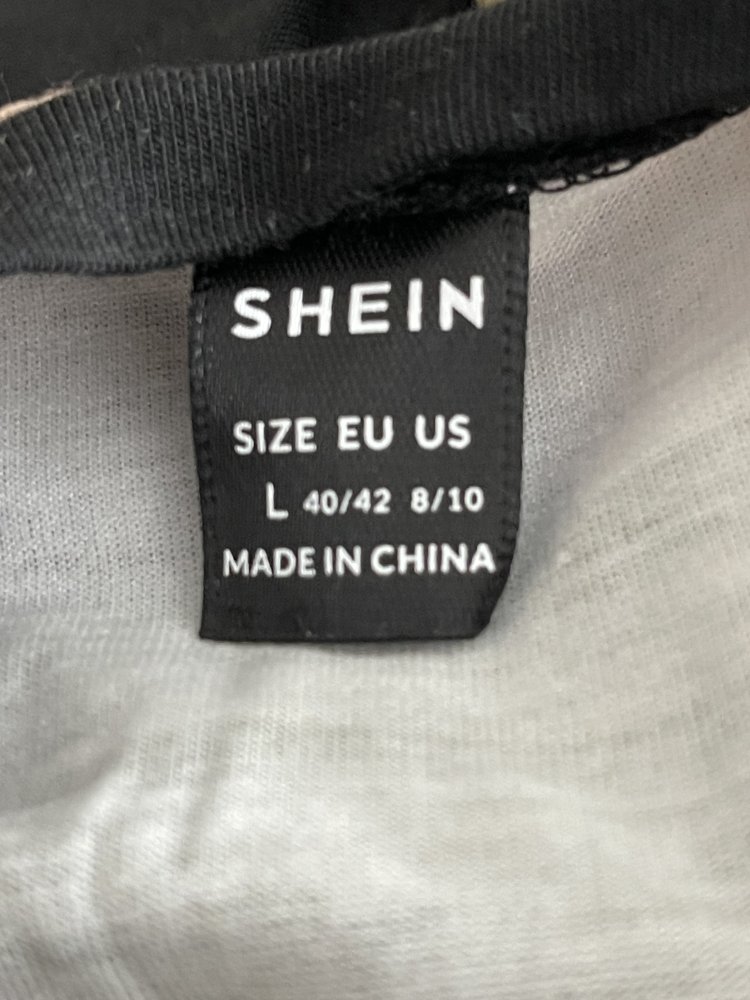 SHEIN
SIZE EU US
L 40/42 8/10
MADE IN CHINA